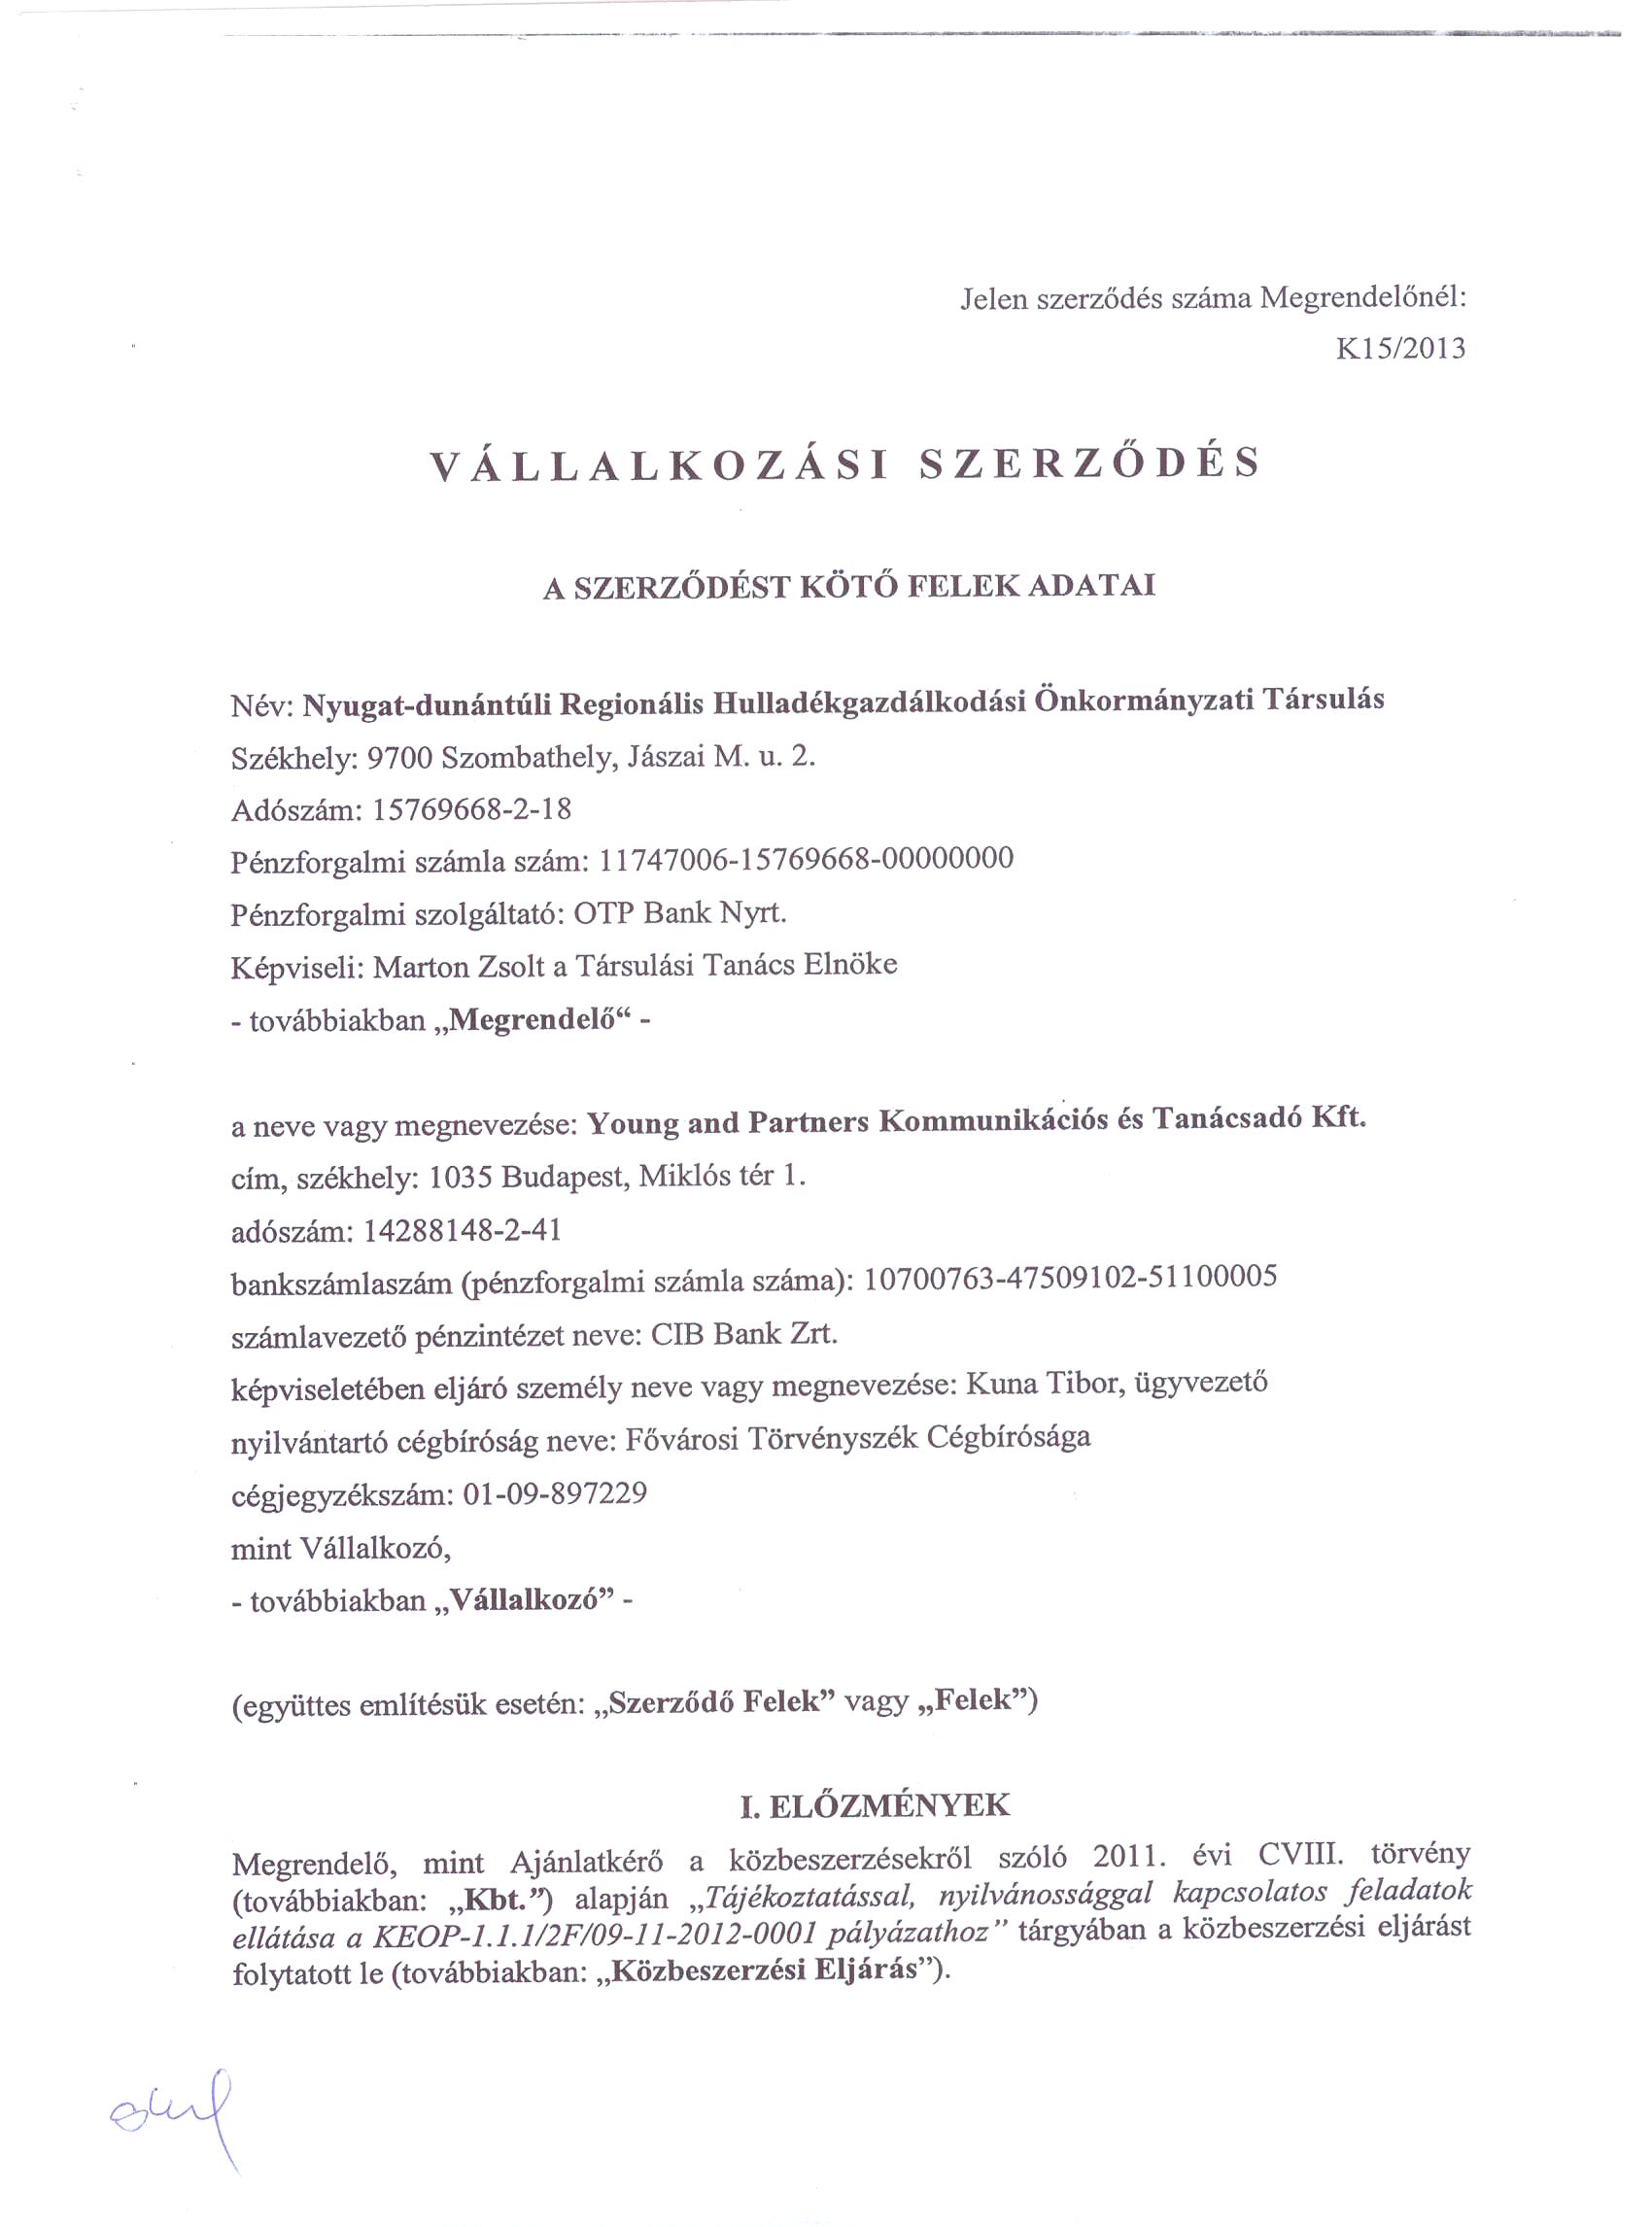 Jelen szerződés száma Megrendelőnél:
K15/2013
VÁLLALKOZÁSI SZERZŐDÉS
A SZERZŐDÉST KÖTŐ FELEK ADATAI
Név: Nyugat-dunántúli Regionális Hulladékgazdálkodási Önkormányzati Társulás
Székhely: 9700 Szombathely, Jászai M. u. 2.
Adószám: 15769668-2-18
Pénzforgalmi számla szám: 11747006-15769668-00000000
Pénzforgalmi szolgáltató: OTP Bank Nyrt.
Képviseli: Marton Zsolt a Társulási Tanács Elnöke
- továbbiakban „Megrendelő“ -
a neve vagy megnevezése: Young and Partners Kommunikációs és Tanácsadó Kft.
cím, székhely: 1035 Budapest, Miklós tér 1.
adószám: 14288148-2-41
bankszámlaszám (pénzforgalmi számla száma): 10700763-47509102-51100005
számlavezető pénzintézet neve: CIB Bank Zrt.
képviseletében eljáró személy neve vagy megnevezése: Kuna Tibor, ügyvezető
nyilvántartó cégbíróság neve: Fővárosi Törvényszék Cégbírósága
cégjegyzékszám: 01-09-897229
mint Vállalkozó,
- továbbiakban „Vállalkozó” -
(együttes említésük esetén: „Szerződő Felek” vagy „Felek”)
I. ELŐZMÉNYEK
Megrendelő, mint Ajánlatkérő a közbeszerzésekről szóló 2011. évi CVIII. törvény
(továbbiakban: „Kbt.”) alapján „Tájékoztatással, nyilvánossággal kapcsolatos feladatok
ellátása a KEOP-1.1.1/2F/09-11-2012-0001 pályázathoz” tárgyában a közbeszerzési eljárást
folytatott le (továbbiakban: „Közbeszerzési Eljárás”).